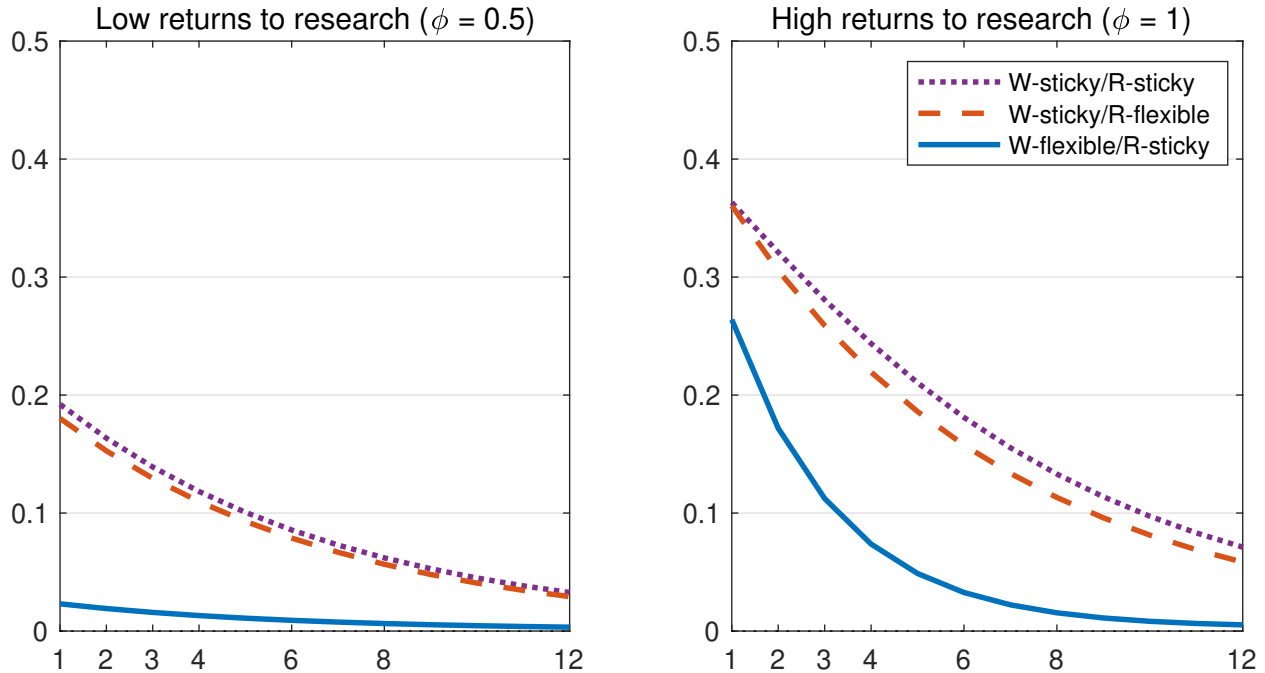 Low returns to research (ϕ = 0.5)
0.5
0.4
0.3
0.2
0.1
0
1 2 3 4 6 8 12
High returns to research (ϕ = 1)
0.5
0.4
0.3
0.2
0.1
0
1 2 3 4 6 8 12
W-sticky/R-sticky
W-sticky/R-flexible
W-flexible/R-sticky